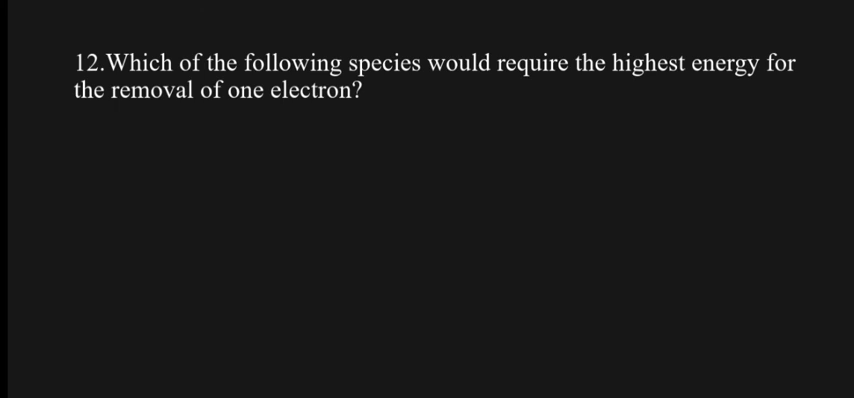 12.Which of the following species would require the highest energy for
the removal of one electron?